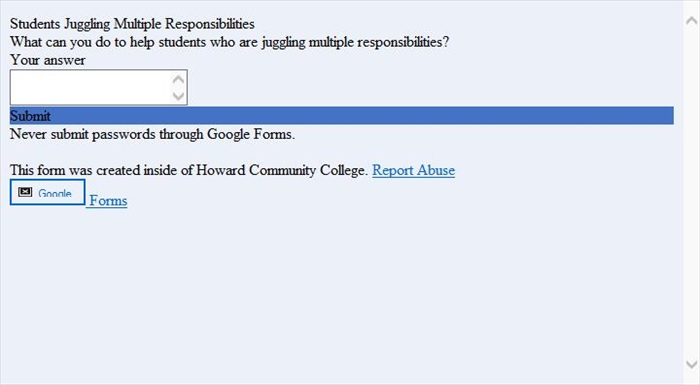 Students Juggling Multiple Responsibilities
What can you do to help students who are juggling multiple responsibilities?
Your answer
Submit
Never submit passwords through Google Forms.
This form was created inside of Howard Community College. Report Abuse
Google Forms